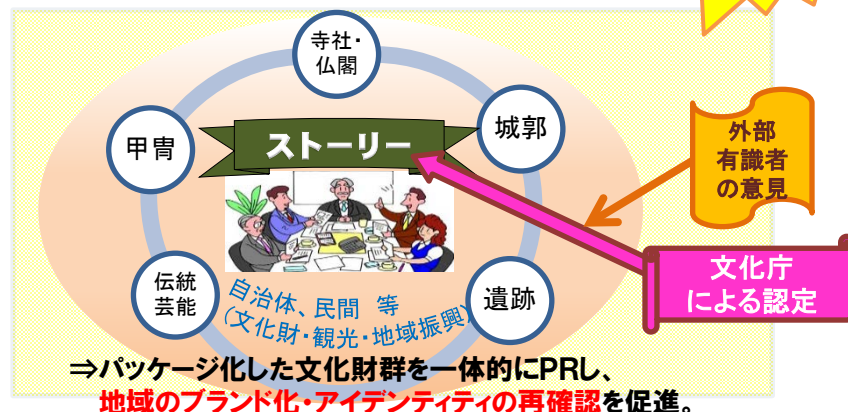 寺社・
仏閣
甲冑
ストーリー
城郭
外部
有識者
の意見
文化庁
による認定
伝統
芸能
自治体、民間 等
(文化財・観光・地域振興)
遺跡
⇒パッケージ化した文化財群を一体的にPRし、
地域のブランド化・アイデンティティの再確認を促進。